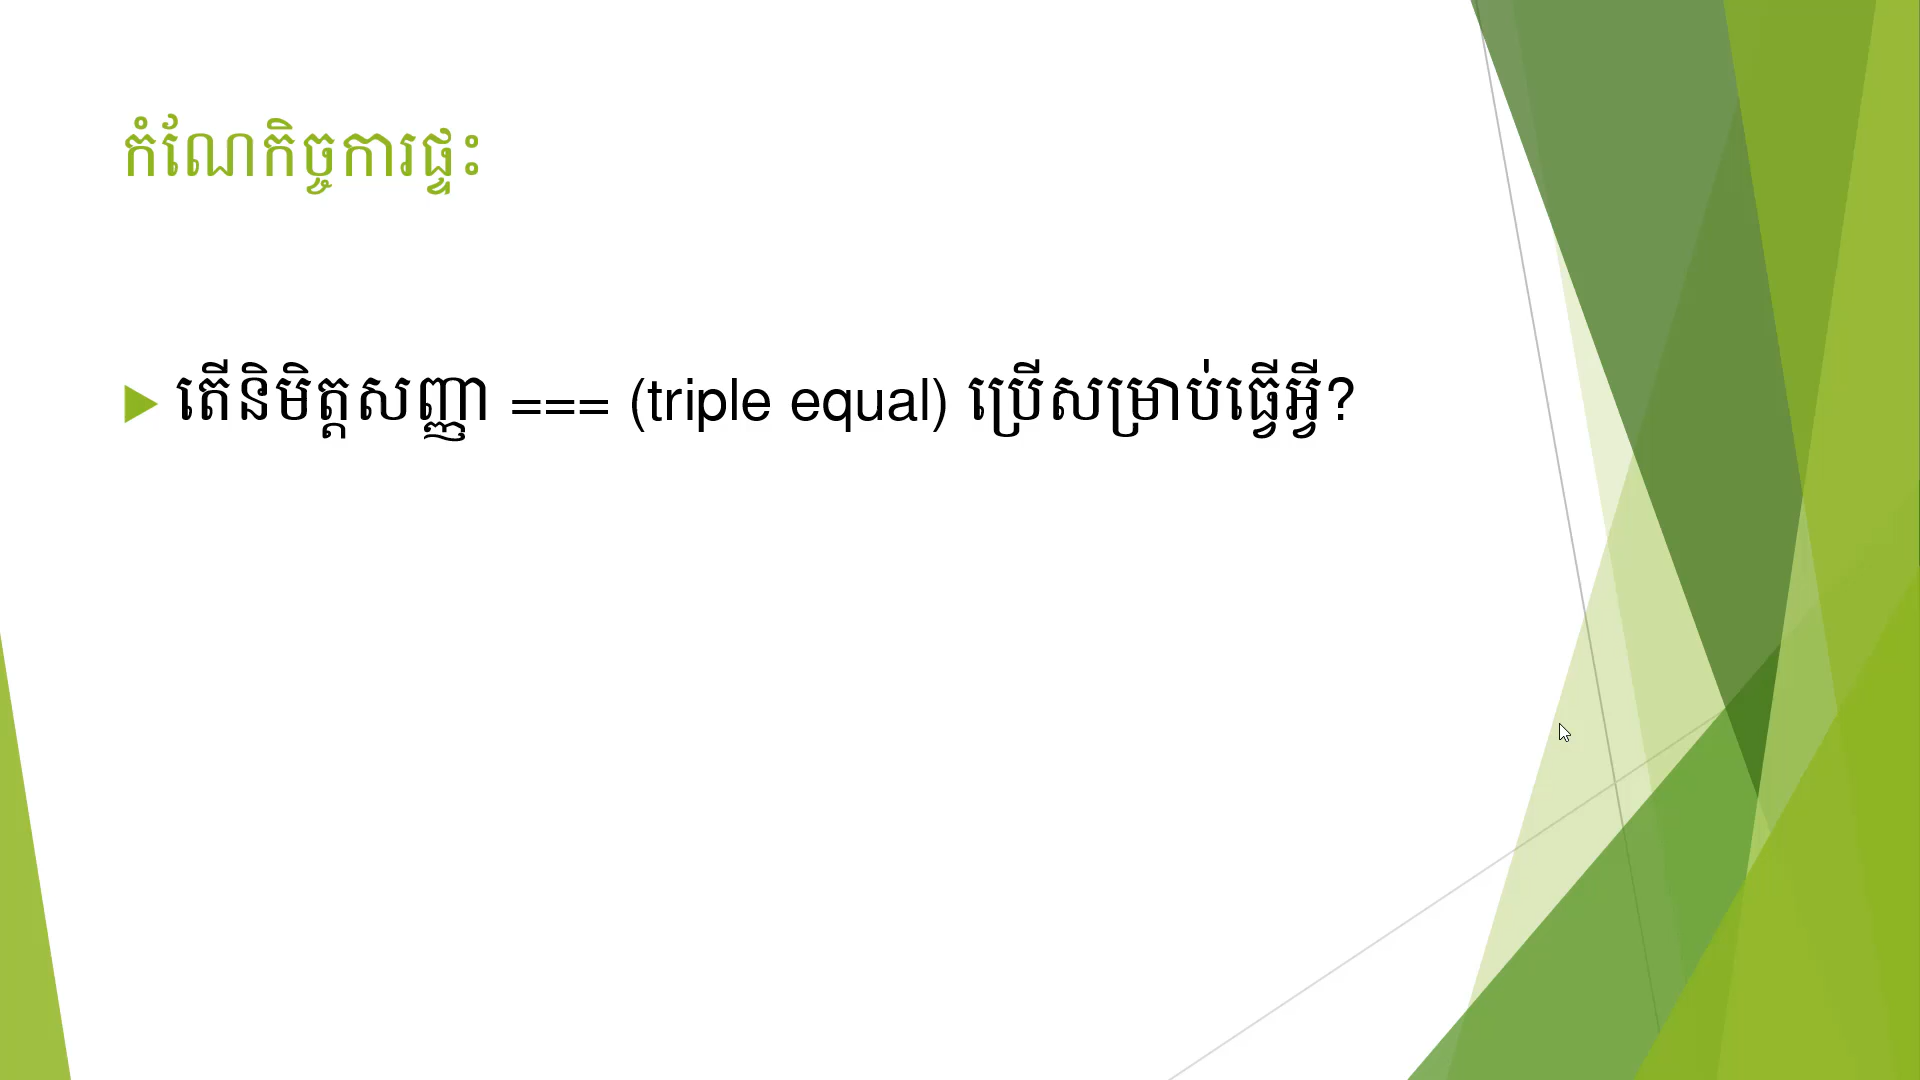 កំណែកិច្ចការផ្ទះ
តើនិមិត្តសញ្ញា === (triple equal) ប្រើសម្រាប់ធ្វើអ្វី?